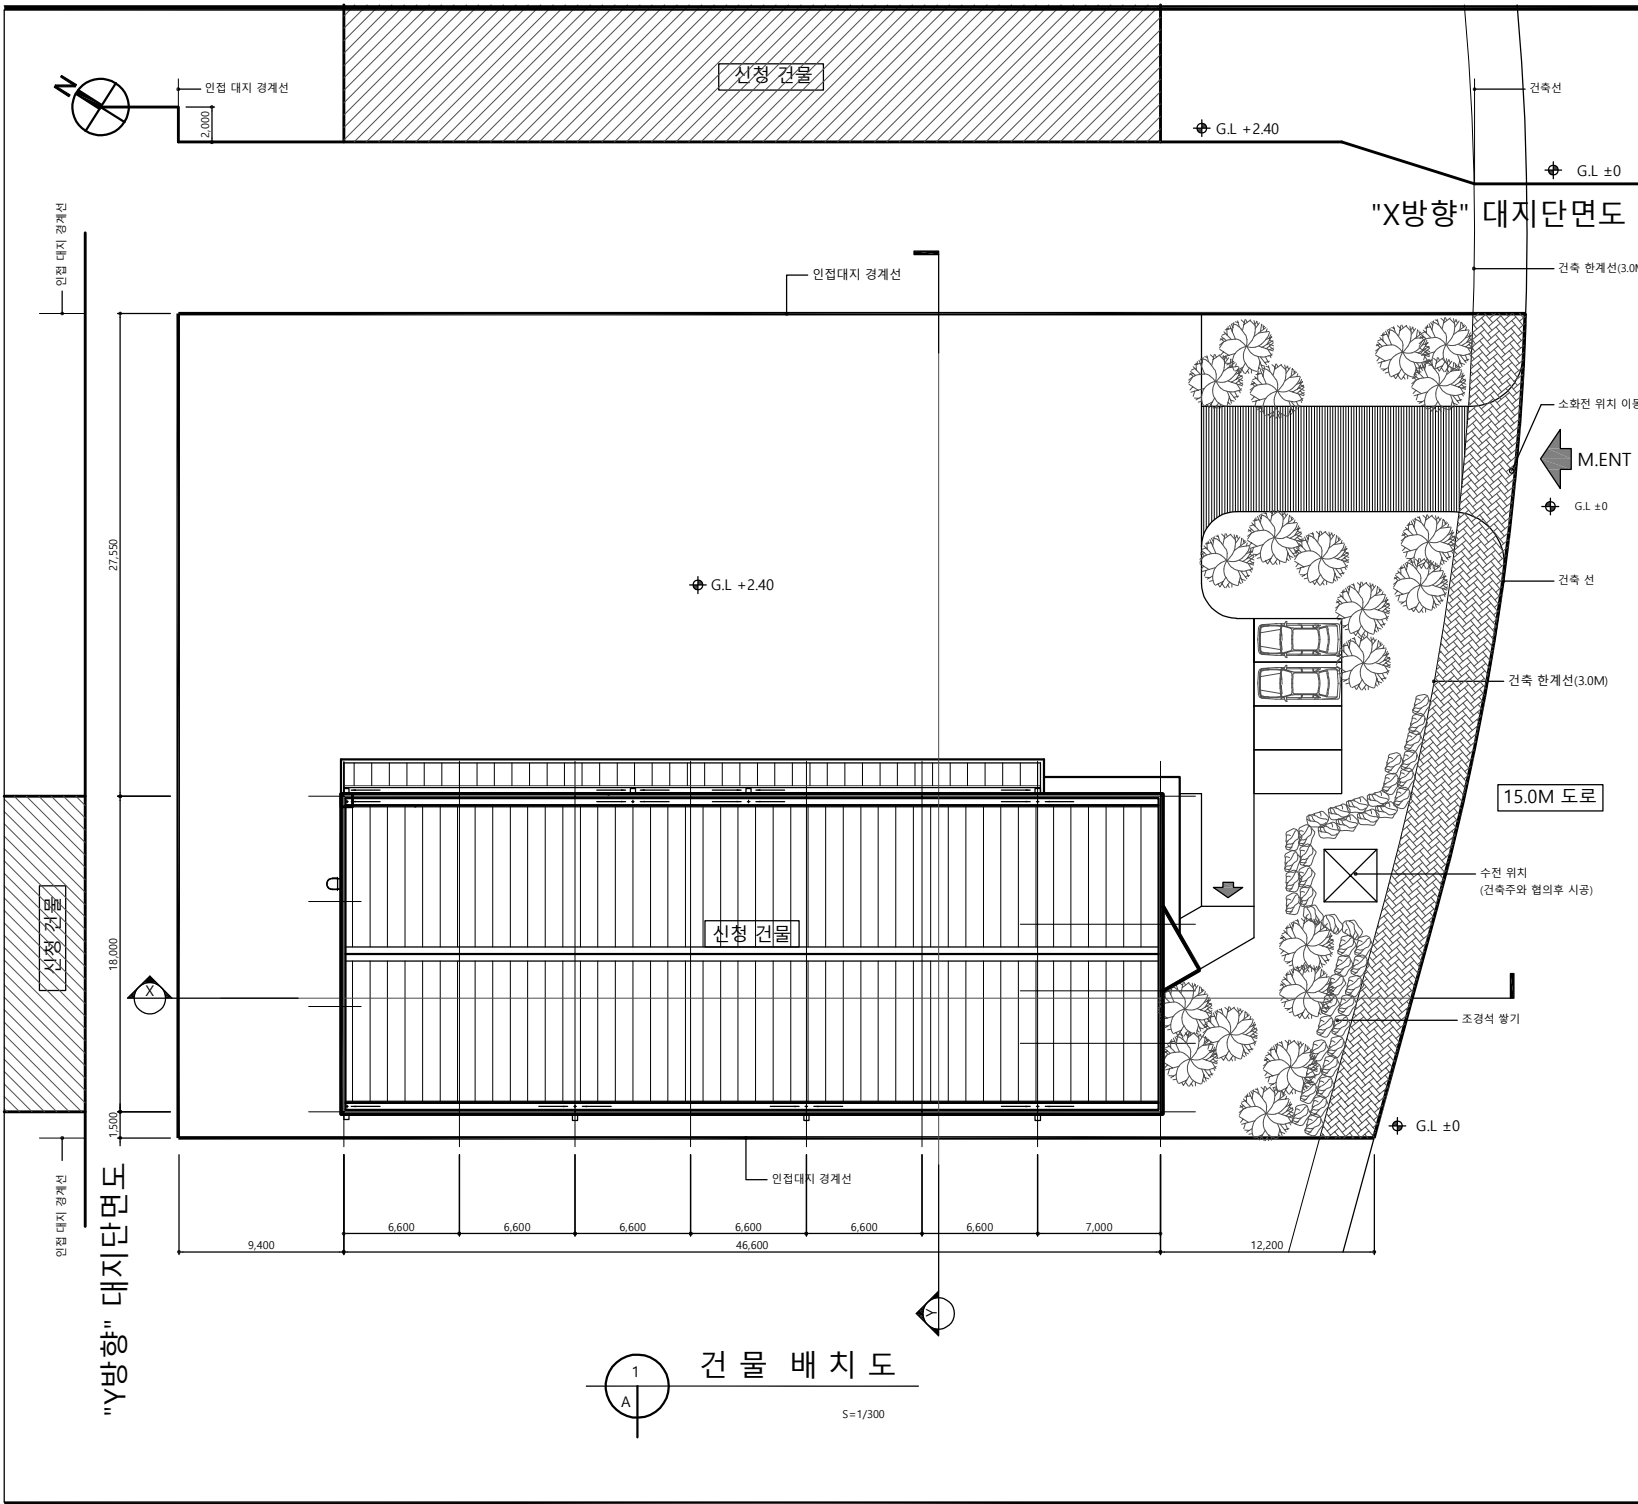 신청 건물
N
인접 대지 경계선
건축선
2,000
G.L +2.40
G.L ±0
"X방향" 대지단면도
인접 대지 경계선
인접대지 경계선
건축 한계선(3.0M
소화전 위치 이동
M.ENT
G.L ±0
27,550
G.L +2.40
건축 선
건축 한계선(3.0M)
15.0M 도로
수전 위치
(건축주와 협의후 시공)
신청 건물
신청 건물
18,000
X
조경석 쌓기
1,500
G.L ±0
인접 대지 경계선
인접대지 경계선
"Y방향" 대지단면도
6,600
6,600
6,600
6,600
6,600
6,600
7,000
9,400
46,600
12,200
Y
1
A
건 물 배 치 도
S=1/300